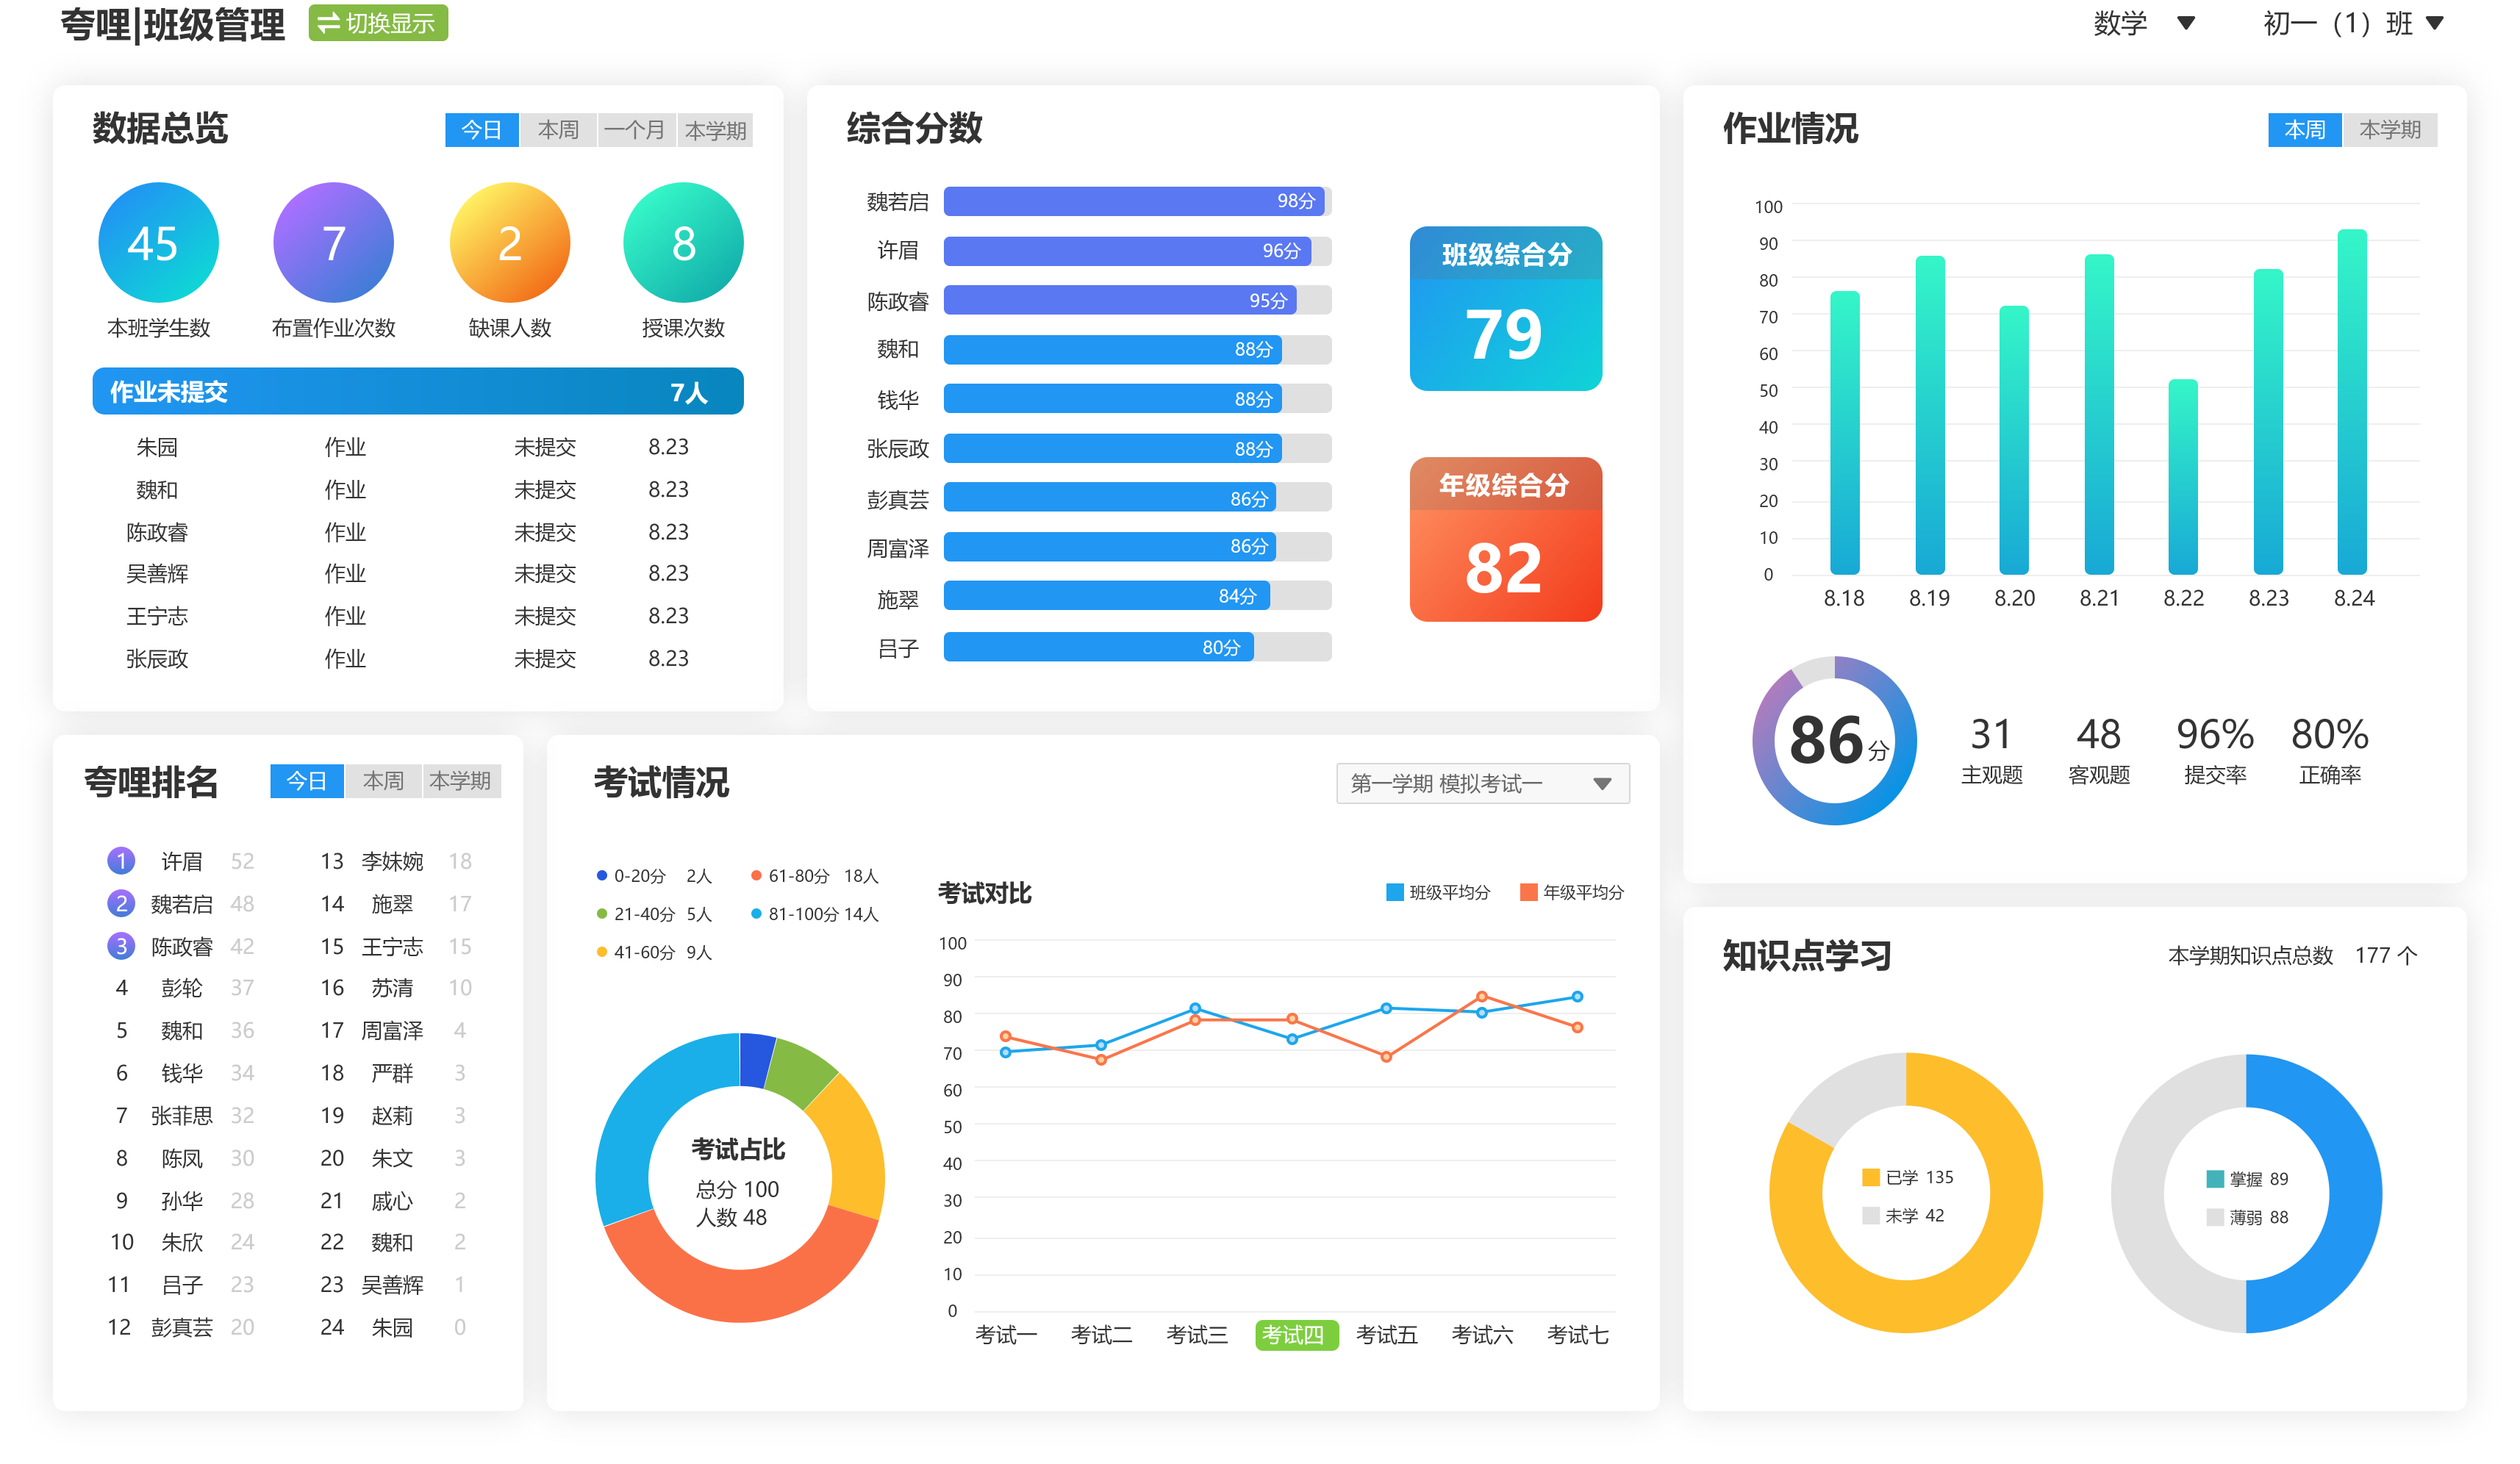 夸哩|班级管理 切换显示 数学 初一（1）班
数据总览 今日 本周 一个月 本学期
45 7 2 8
本班学生数 布置作业次数 缺课人数 授课次数
作业未提交 7人
朱园 作业 未提交 8.23
魏和 作业 未提交 8.23
陈政睿 作业 未提交 8.23
吴善辉 作业 未提交 8.23
王宁志 作业 未提交 8.23
张辰政 作业 未提交 8.23
综合分数
魏若启 98分
许眉 96分
陈政睿 95分
魏和 88分
钱华 88分
张辰政 88分
彭真芸 86分
周富泽 86分
施翠 84分
吕子 80分
班级综合分
79
年级综合分
82
作业情况 本周 本学期
100
90
80
70
60
50
40
30
20
10
0
8.18 8.19 8.20 8.21 8.22 8.23 8.24
86分
31 48 96% 80%
主观题 客观题 提交率 正确率
夸哩排名 今日 本周 本学期
1 许眉 52 13 李妹婉 18
2 魏若启 48 14 施翠 17
3 陈政睿 42 15 王宁志 15
4 彭轮 37 16 苏清 10
5 魏和 36 17 周富泽 4
6 钱华 34 18 严群 3
7 张菲思 32 19 赵莉 3
8 陈凤 30 20 朱文 3
9 孙华 28 21 戚心 2
10 朱欣 24 22 魏和 2
11 吕子 23 23 吴善辉 1
12 彭真芸 20 24 朱园 0
考试情况 第一学期 模拟考试一
0-20分 2人 61-80分 18人
21-40分 5人 81-100分 14人
41-60分 9人
考试占比
总分 100
人数 48
考试对比 班级平均分 年级平均分
100
90
80
70
60
50
40
30
20
10
0
考试一 考试二 考试三 考试四 考试五 考试六 考试七
知识点学习 本学期知识点总数 177 个
已学 135
未学 42
掌握 89
薄弱 88